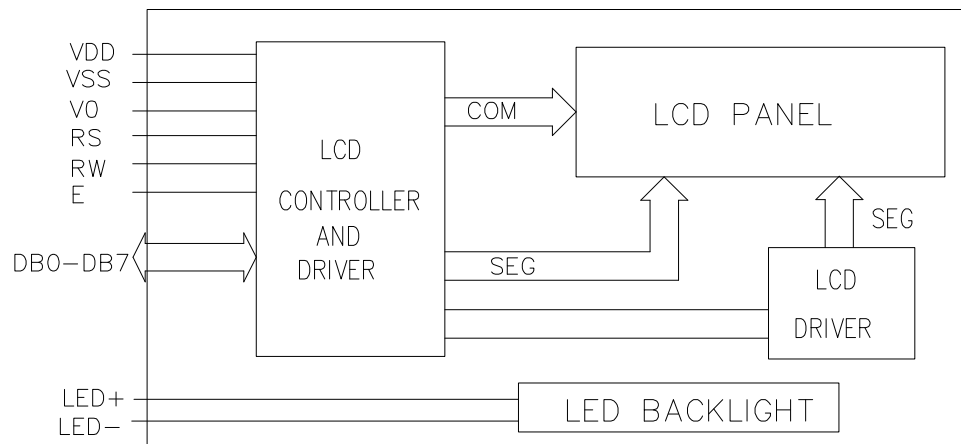 VDD
VSS
V0
RS
RW
E
DB0-DB7
LED+
LED-
LCD
CONTROLLER
AND
DRIVER
COM
SEG
LCD PANEL
SEG
LCD
DRIVER
LED BACKLIGHT